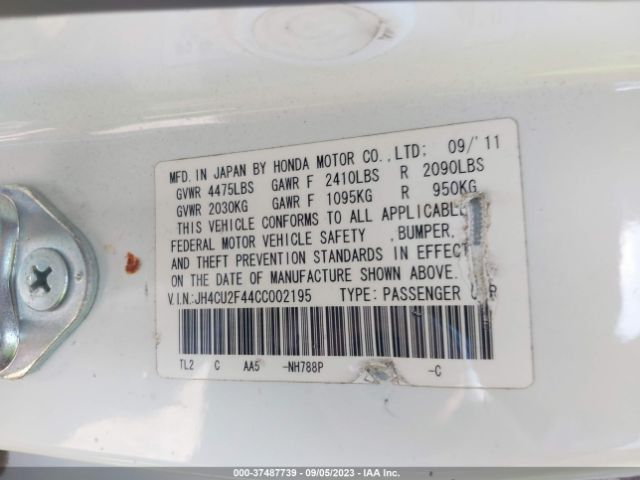 MFD. IN JAPAN BY HONDA MOTOR CO.,LTD; 09/'11
GVWR 4475LBS GAWR F 2410LBS R 2090LBS
GVWR 2030KG GAWR F 1095KG R 950KG
THIS VEHICLE CONFORMS TO ALL APPLICABLE
FEDERAL MOTOR VEHICLE SAFETY ,BUMPER,
AND THEFT PREVENTION STANDARDS IN EFFECT
ON THE DATE OF MANUFACTURE SHOWN ABOVE.
V.I.N.:JH4CU2F44CC002195 TYPE: PASSENGER
TL2 C AA5 -NH788P -C
000-37487739 - 09/05/2023 - IAA Inc.